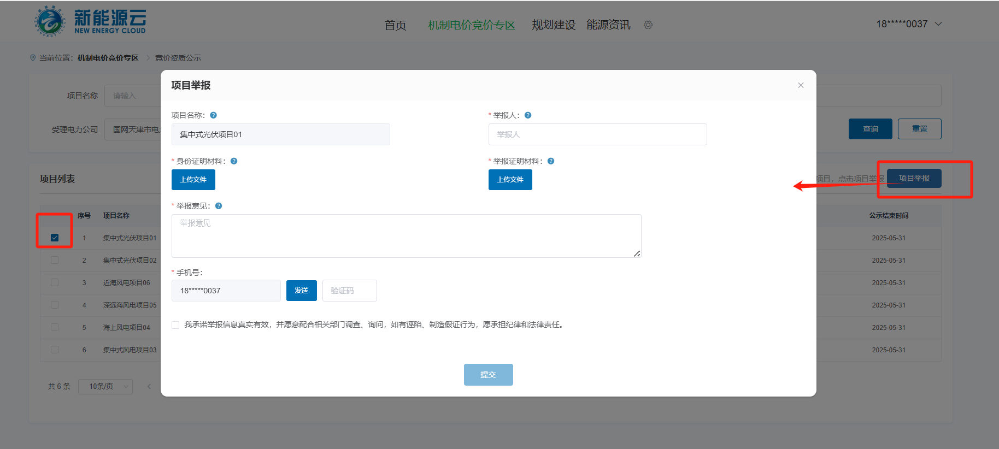 新能源云
NEW ENERGY CLOUD
首页 机制电价竞价专区 规划建设 能源资讯
18*****0037
当前位置：机制电价竞价专区 > 竞价资质公示
项目名称 请输入
受理电力公司 国网天津市电
查询 重置
项目列表
项目，点击项目举报 项目举报
序号 项目名称 公示结束时间
1 集中式光伏项目01 2025-05-31
2 集中式光伏项目02 2025-05-31
3 近海风电项目06 2025-05-31
4 深远海风电项目05 2025-05-31
5 海上风电项目04 2025-05-31
6 集中式风电项目03 2025-05-31
共 6 条 10条/页
项目举报
项目名称： ? * 举报人： ?
集中式光伏项目01 举报人
* 身份证明材料： ? * 举报证明材料： ?
上传文件 上传文件
* 举报意见： ?
举报意见
* 手机号：
18*****0037 发送 验证码
我承诺举报信息真实有效，并愿意配合相关部门调查、询问，如有诬陷、制造假证行为，愿承担纪律和法律责任。
提交